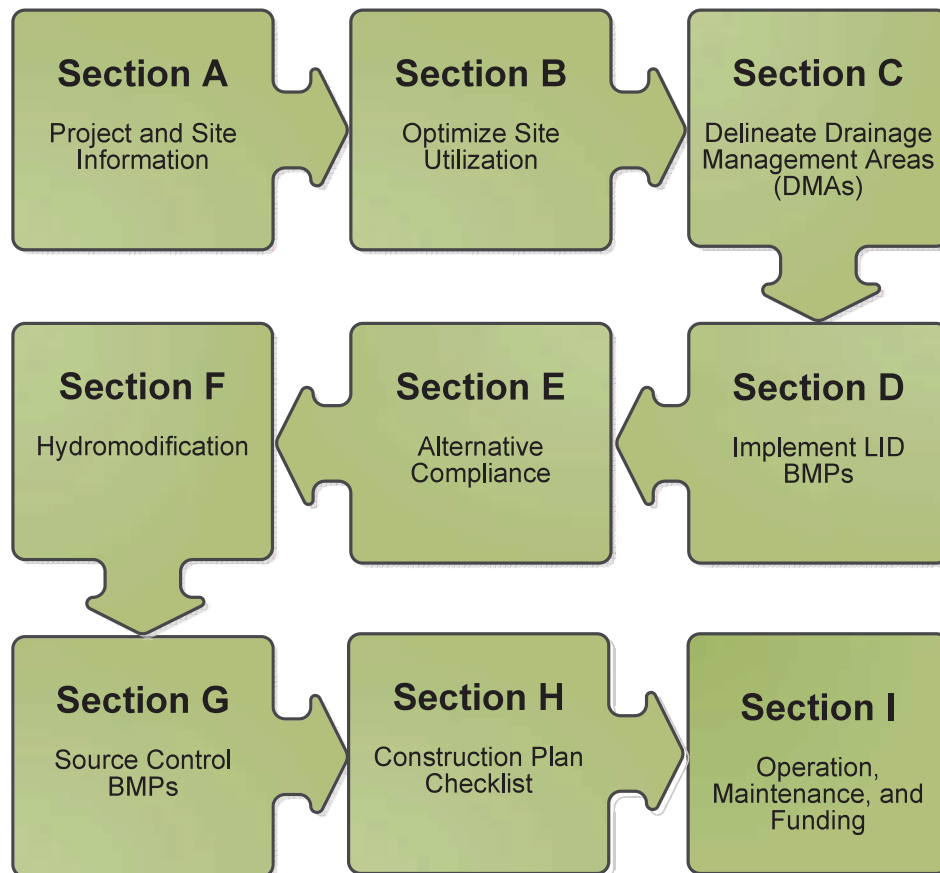 Section A
Project and Site
Information
Section B
Optimize Site
Utilization
Section C
Delineate Drainage
Management Areas
(DMAs)
Section D
Implement LID
BMPs
Section E
Alternative
Compliance
Section F
Hydromodification
Section G
Source Control
BMPs
Section H
Construction Plan
Checklist
Section I
Operation,
Maintenance, and
Funding